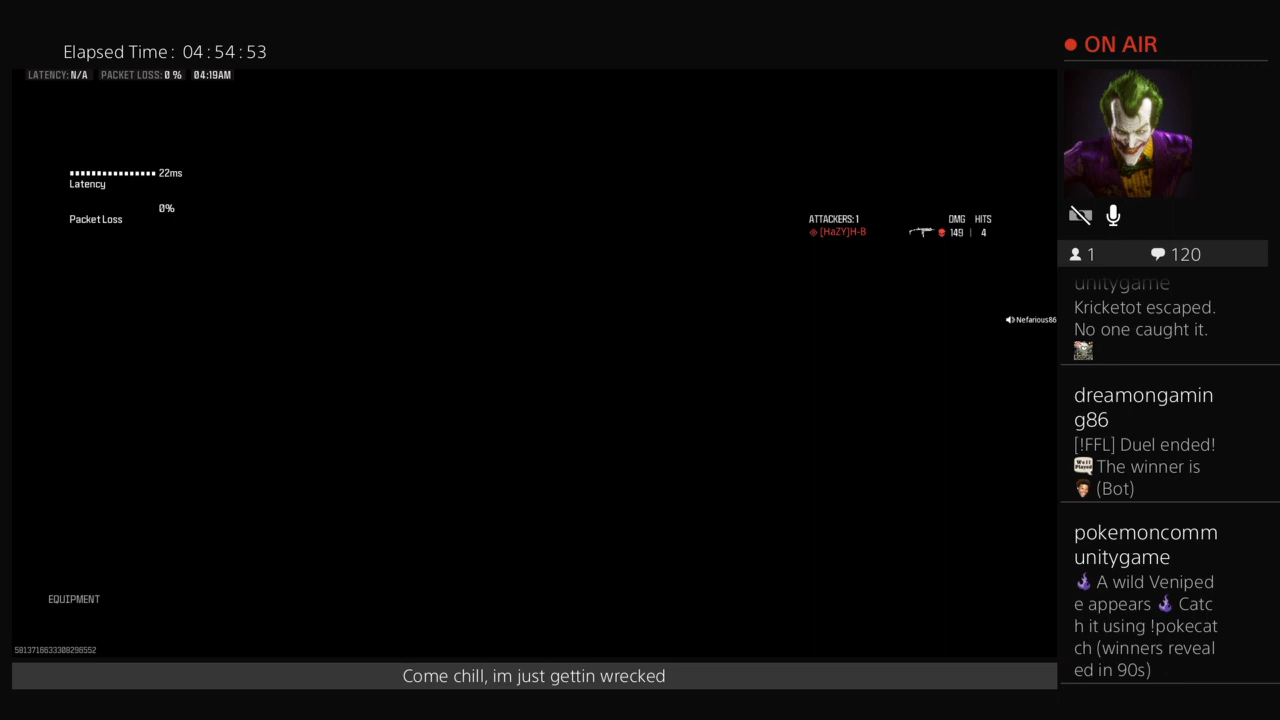 Elapsed Time: 04:54:53
ON AIR
LATENCY: N/A PACKET LOSS: 0 % 04:19AM
22ms
Latency
0%
Packet Loss
ATTACKERS: 1 DMG HITS
[HaZY]H-B 149 | 4
1 120
unitygame
Kricketot escaped.
No one caught it.
Nefarious86
dreamongamin
g86
[!FFL] Duel ended!
The winner is
(Bot)
pokemoncomm
unitygame
A wild Veniped
e appears Catc
h it using !pokecat
ch (winners reveal
ed in 90s)
EQUIPMENT
5813716633308296552
Come chill, im just gettin wrecked